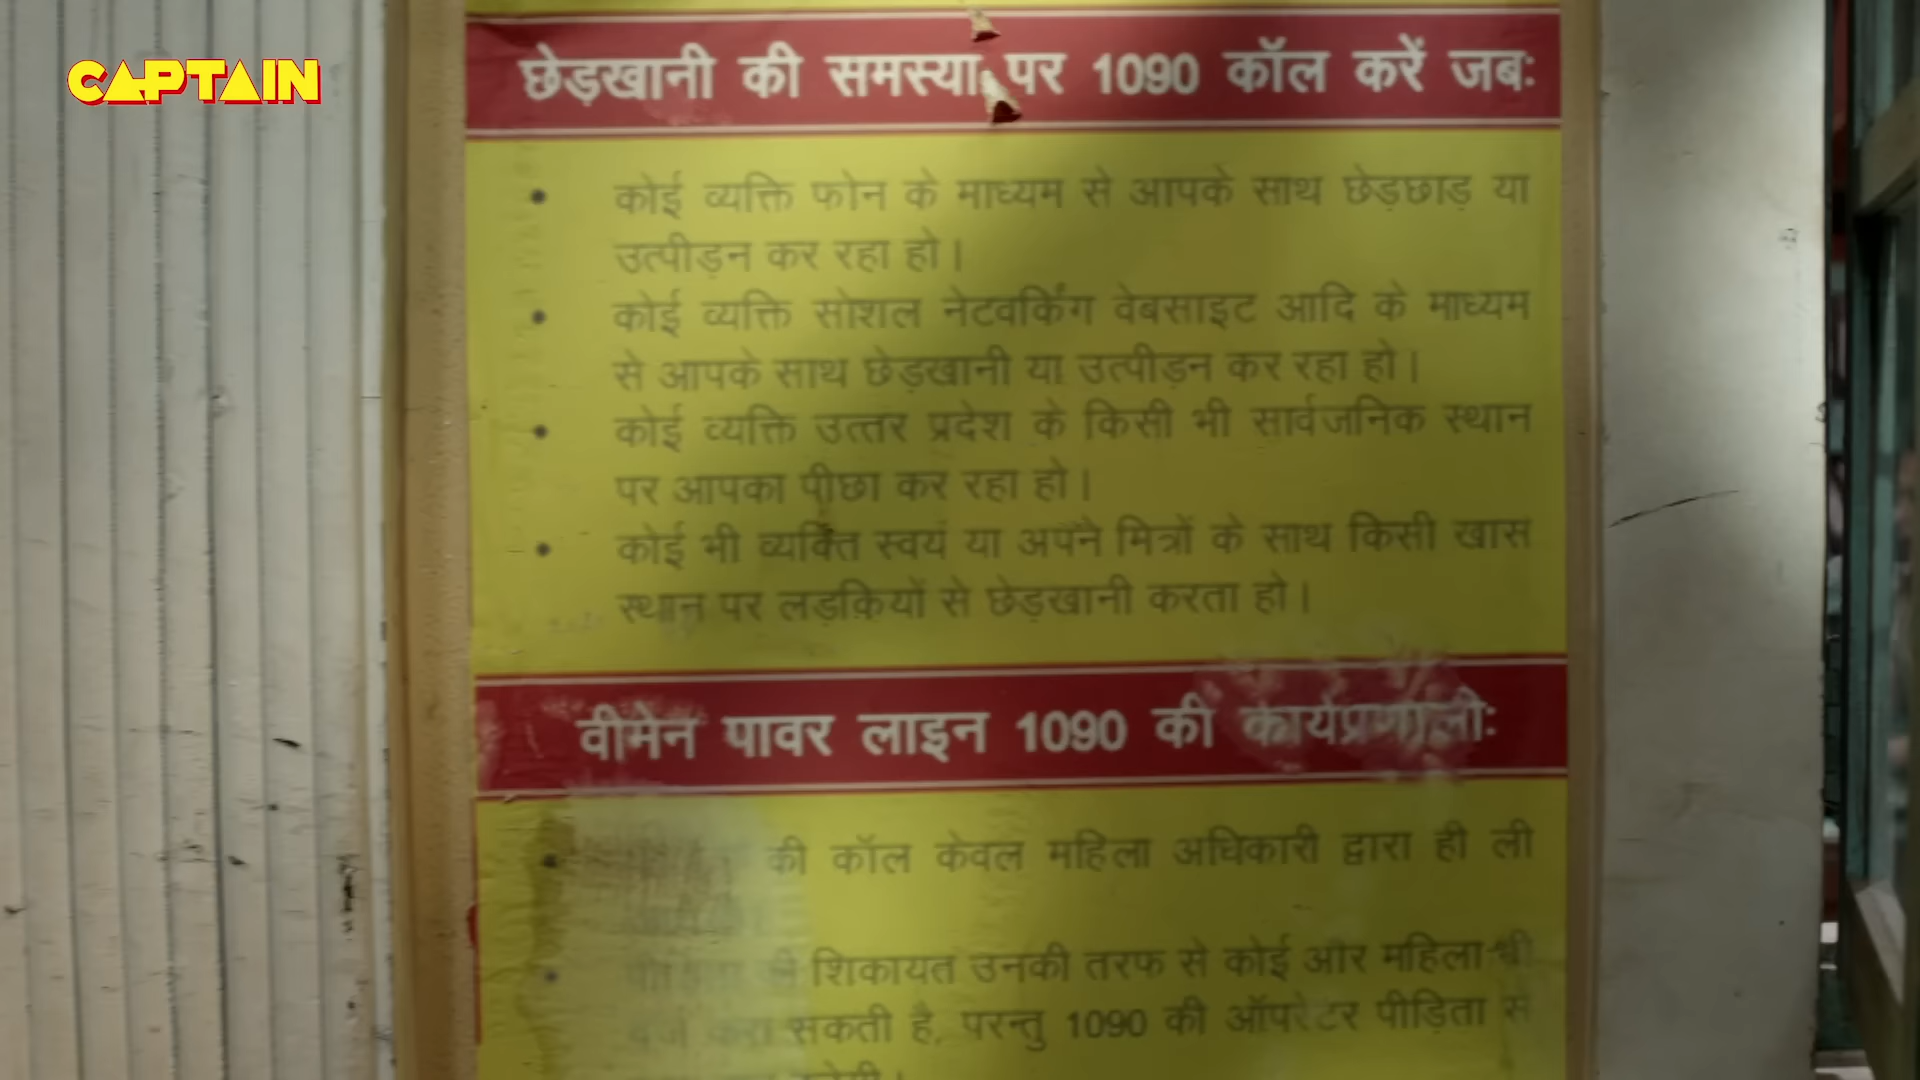 CAPTAIN
छेड़खानी की समस्या पर 1090 कॉल करें जब:
• कोई व्यक्ति फोन के माध्यम से आपके साथ छेड़छाड़ या
उत्पीड़न कर रहा हो।
• कोई व्यक्ति सोशल नेटवर्किंग वेबसाइट आदि के माध्यम
से आपके साथ छेड़खानी या उत्पीड़न कर रहा हो।
• कोई व्यक्ति उत्तर प्रदेश के किसी भी सार्वजनिक स्थान
पर आपका पीछा कर रहा हो।
• कोई भी व्यक्ति स्वयं या अपने मित्रों के साथ किसी खास
स्थान पर लड़कियों से छेड़खानी करता हो।
वीमेन पावर लाइन 1090 की कार्यप्रणाली:
• की कॉल केवल महिला अधिकारी द्वारा ही ली
• शिकायत उनकी तरफ से कोई और महिला भी
सकती है, परन्तु 1090 की ऑपरेटर पीड़िता से